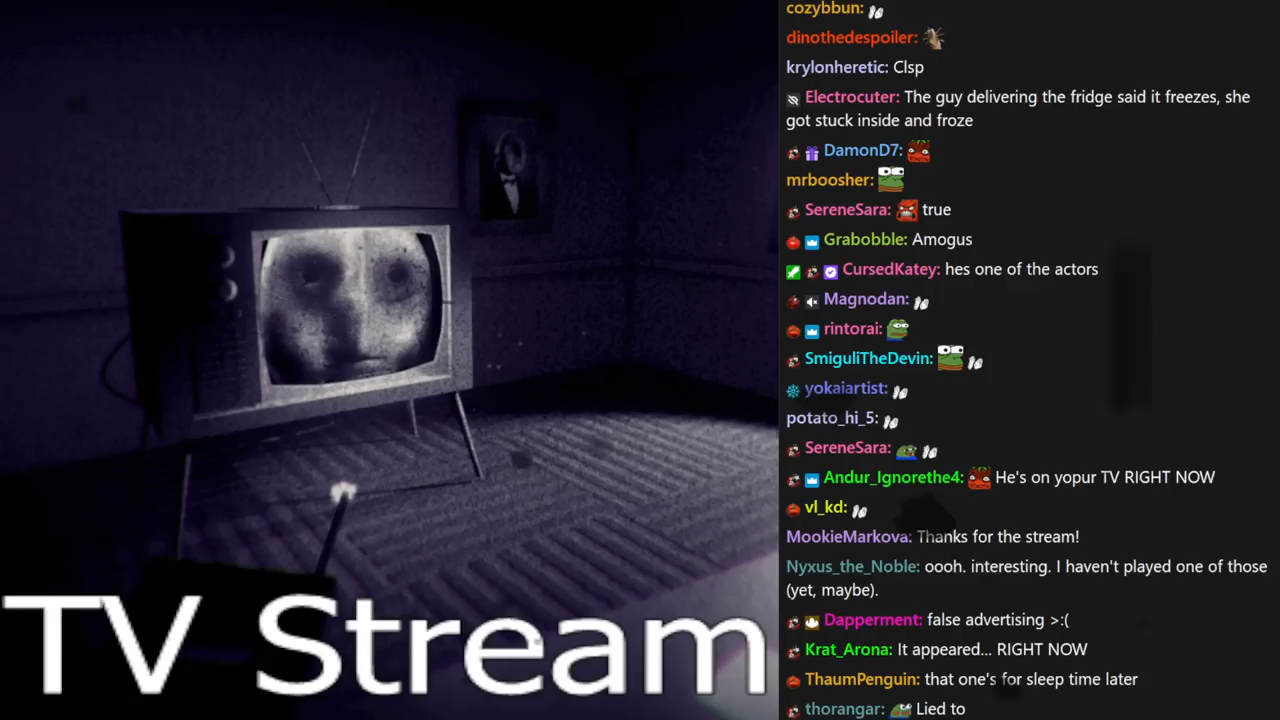 cozybbun:
dinothedespoiler:
krylonheretic: Clsp
Electrocuter: The guy delivering the fridge said it freezes, she
got stuck inside and froze
DamonD7:
mrboosher:
SereneSara: true
Grabobble: Amogus
CursedKatey: hes one of the actors
Magnodan:
rintorai:
SmiguliTheDevin:
yokaiartist:
potato_hi_5:
SereneSara:
Andur_Ignorethe4: He's on yopur TV RIGHT NOW
vl_kd:
MookieMarkova: Thanks for the stream!
Nyxus_the_Noble: oooh. interesting. I haven't played one of those
(yet, maybe).
Dapperment: false advertising >:(
Krat_Arona: It appeared... RIGHT NOW
ThaumPenguin: that one's for sleep time later
thorangar: Lied to
TV Stream